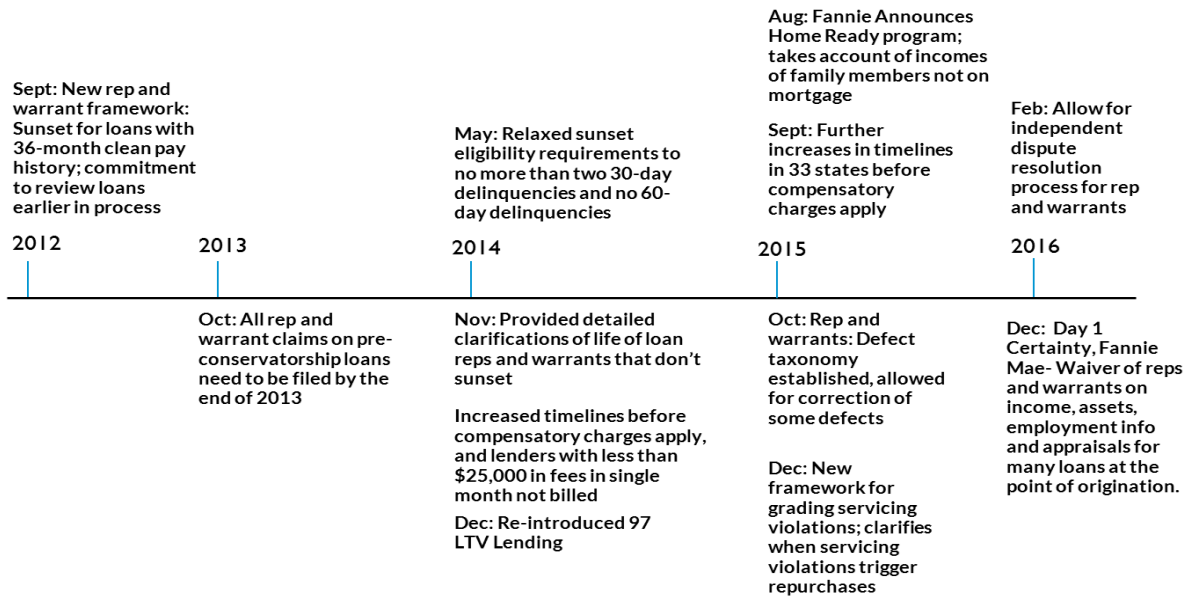 Sept: New rep and
warrant framework:
Sunset for loans with
36-month clean pay
history; commitment
to review loans
earlier in process
2012
2013
Oct: All rep and
warrant claims on pre-
conservatorship loans
need to be filed by the
end of 2013
May: Relaxed sunset
eligibility requirements to
no more than two 30-day
delinquencies and no 60-
day delinquencies
2014
Nov: Provided detailed
clarifications of life of loan
reps and warrants that don’t
sunset
Increased timelines before
compensatory charges apply,
and lenders with less than
$25,000 in fees in single
month not billed
Dec: Re-introduced 97
LTV Lending
Aug: Fannie Announces
Home Ready program;
takes account of incomes
of family members not on
mortgage
Sept: Further
increases in timelines
in 33 states before
compensatory
charges apply
2015
Oct: Rep and
warrants: Defect
taxonomy
established, allowed
for correction of
some defects
Dec: New
framework for
grading servicing
violations; clarifies
when servicing
violations trigger
repurchases
Feb: Allow for
independent
dispute
resolution
process for rep
and warrants
2016
Dec: Day 1
Certainty, Fannie
Mae- Waiver of reps
and warrants on
income, assets,
employment info
and appraisals for
many loans at the
point of origination.